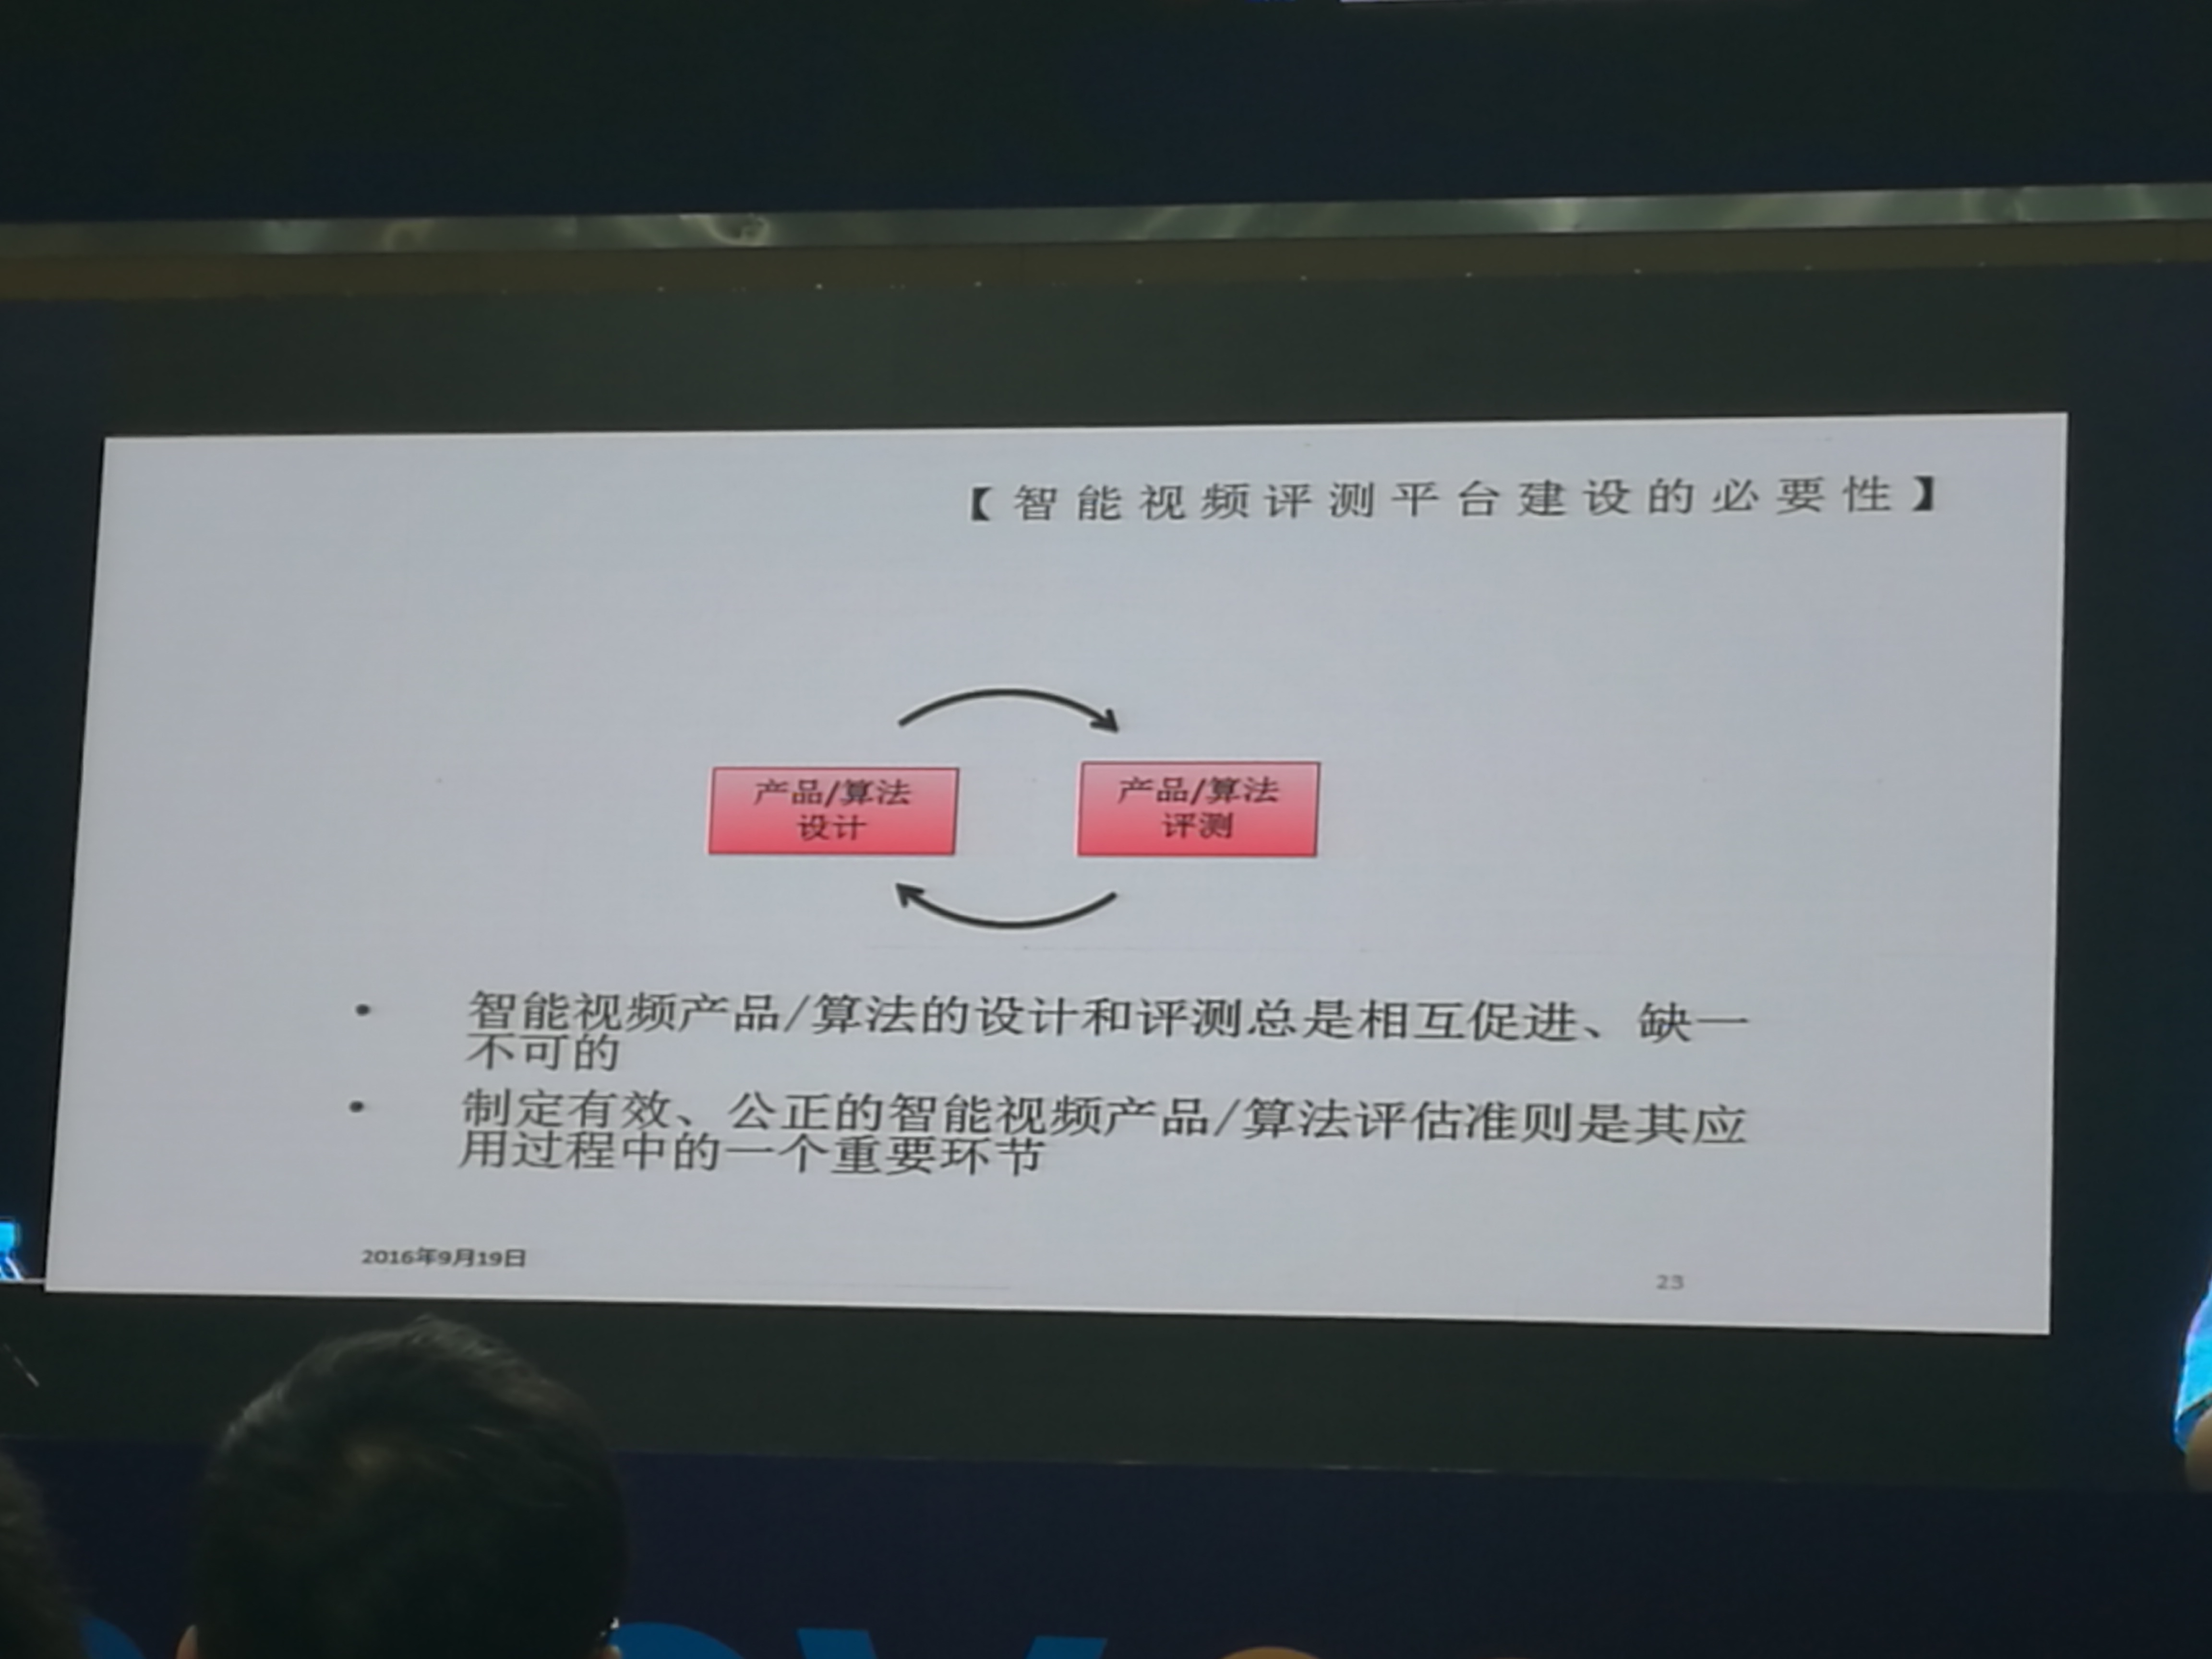 【智能视频评测平台建设的必要性】
产品/算法
设计
产品/算法
评测
• 智能视频产品/算法的设计和评测总是相互促进、缺一
不可的
• 制定有效、公正的智能视频产品/算法评估准则是其应
用过程中的一个重要环节
2016年9月19日
23